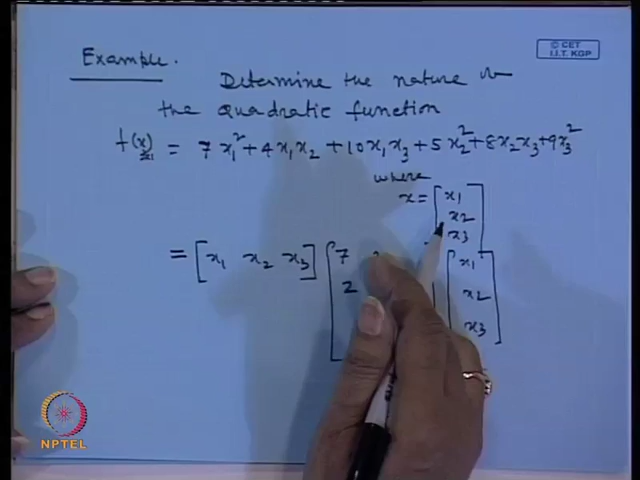 © CET
I.I.T. KGP
Example.
Determine the nature of
the quadratic function
f(x) = 7x₁² + 4x₁x₂ + 10x₁x₃ + 5x₂² + 8x₂x₃ + 9x₃²
where
x = [x₁
x₂
x₃]
= [x₁ x₂ x₃] [7
2
[x₁
x₂
x₃]
NPTEL